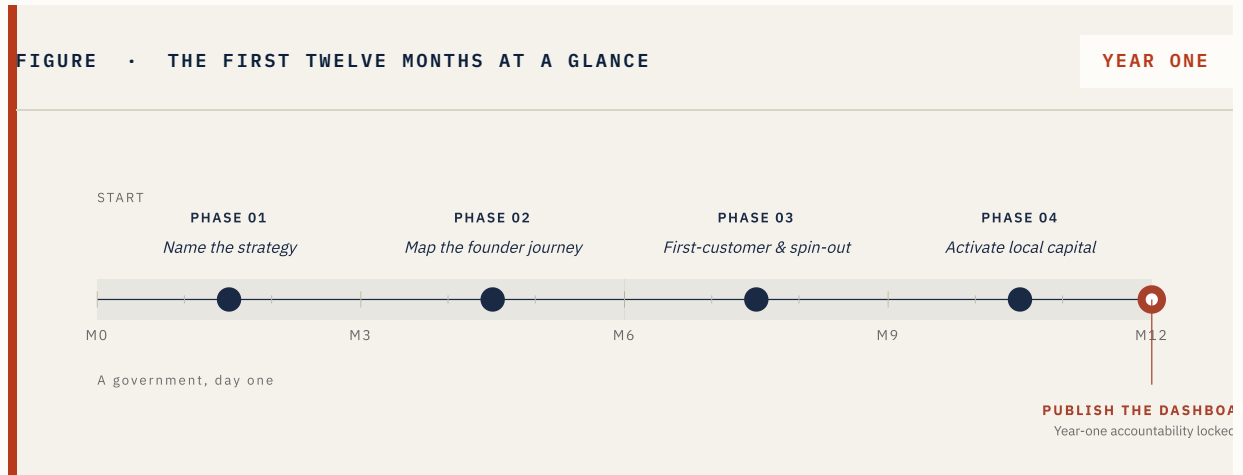 FIGURE · THE FIRST TWELVE MONTHS AT A GLANCE
YEAR ONE
START
PHASE 01
Name the strategy
PHASE 02
Map the founder journey
PHASE 03
First-customer & spin-out
PHASE 04
Activate local capital
M0
M3
M6
M9
M12
A government, day one
PUBLISH THE
Year-one accountability locked